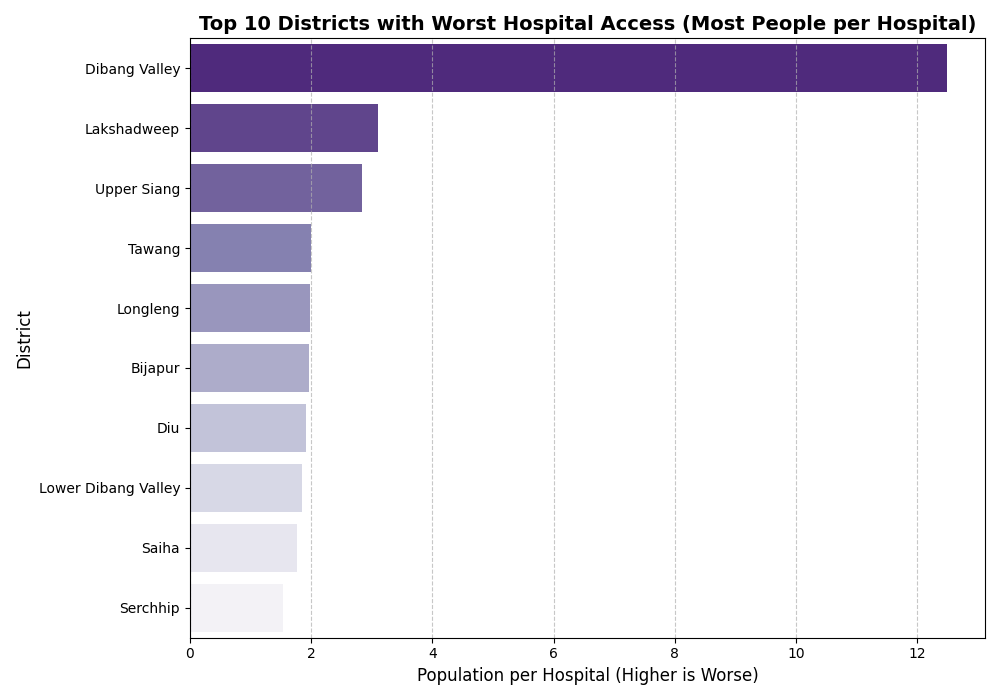 Top 10 Districts with Worst Hospital Access (Most People per Hospital)
District
Dibang Valley
Lakshadweep
Upper Siang
Tawang
Longleng
Bijapur
Diu
Lower Dibang Valley
Saiha
Serchhip
0 2 4 6 8 10 12
Population per Hospital (Higher is Worse)